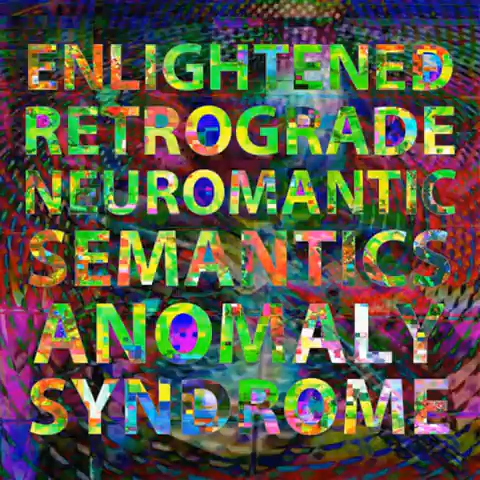 ENLIGHTENED
RETROGRADE
NEUROMANTIC
SEMANTICS
ANOMALY
SYNDROME